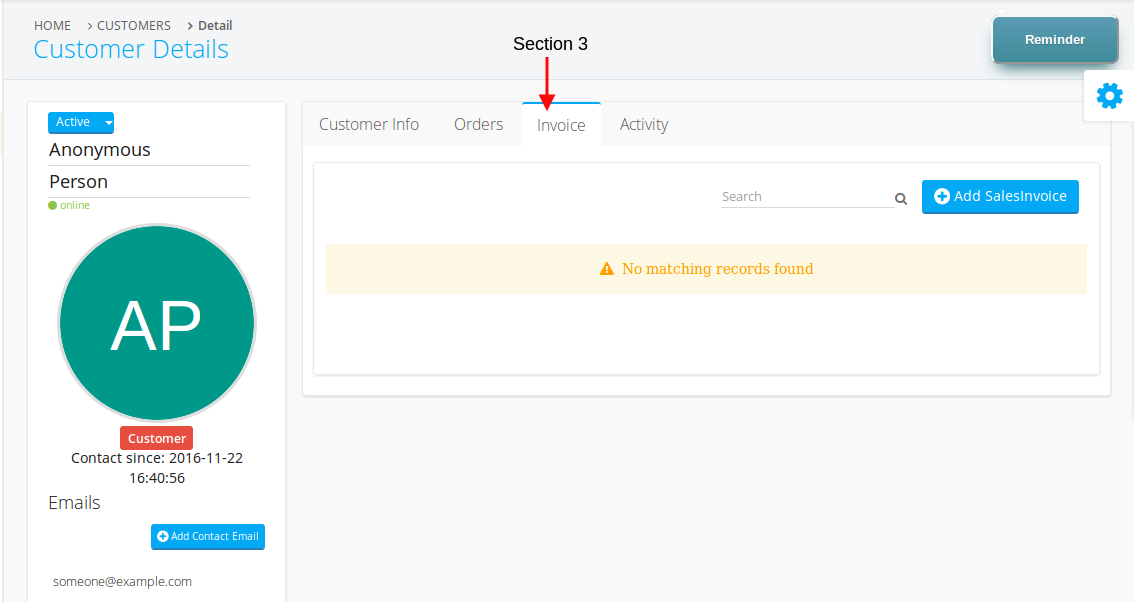 HOME > CUSTOMERS > Detail
Customer Details
Section 3
Reminder
Active
Anonymous
Person
online
AP
Customer
Contact since: 2016-11-22
16:40:56
Emails
Add Contact Email
someone@example.com
Customer Info Orders Invoice Activity
Search
Add SalesInvoice
No matching records found